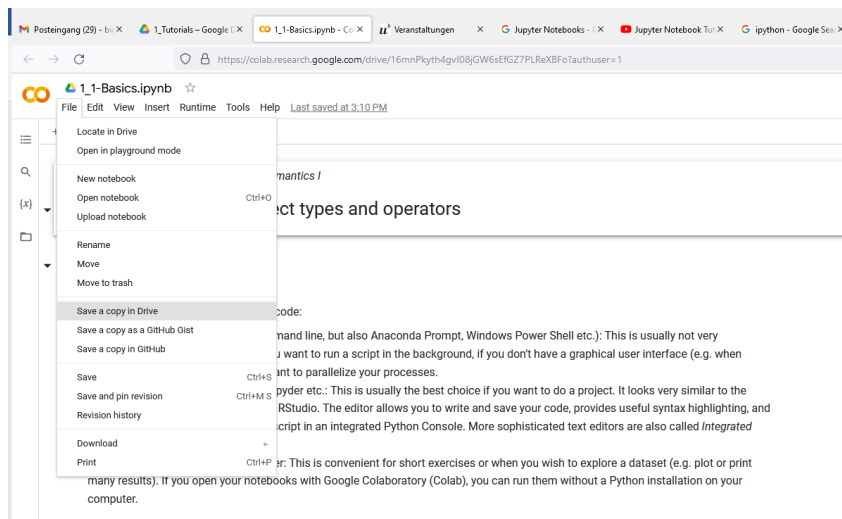 Posteingang (29) - bi
1_Tutorials – Google D
1_1-Basics.ipynb - Co
Veranstaltungen
Jupyter Notebooks -
Jupyter Notebook Tut
ipython - Google Sear
https://colab.research.google.com/drive/16mnPkyth4gvI08jGW6sEfGZ7PLReXBFo?authuser=1
1_1-Basics.ipynb
File Edit View Insert Runtime Tools Help Last saved at 3:10 PM
Locate in Drive
Open in playground mode
New notebook
mantics I
Open notebook Ctrl+O
ect types and operators
Upload notebook
{x}
Rename
Move
Move to trash
Save a copy in Drive
code:
Save a copy as a GitHub Gist
mand line, but also Anaconda Prompt, Windows Power Shell etc.): This is usually not very
Save a copy in GitHub
u want to run a script in the background, if you don't have a graphical user interface (e.g. when
ant to parallelize your processes.
Save Ctrl+S
pyder etc.: This is usually the best choice if you want to do a project. It looks very similar to the
Save and pin revision Ctrl+M S
RStudio. The editor allows you to write and save your code, provides useful syntax highlighting, and
Revision history
script in an integrated Python Console. More sophisticated text editors are also called Integrated
Download
Print Ctrl+P
er: This is convenient for short exercises or when you wish to explore a dataset (e.g. plot or print
many results). If you open your notebooks with Google Colaboratory (Colab), you can run them without a Python installation on your
computer.